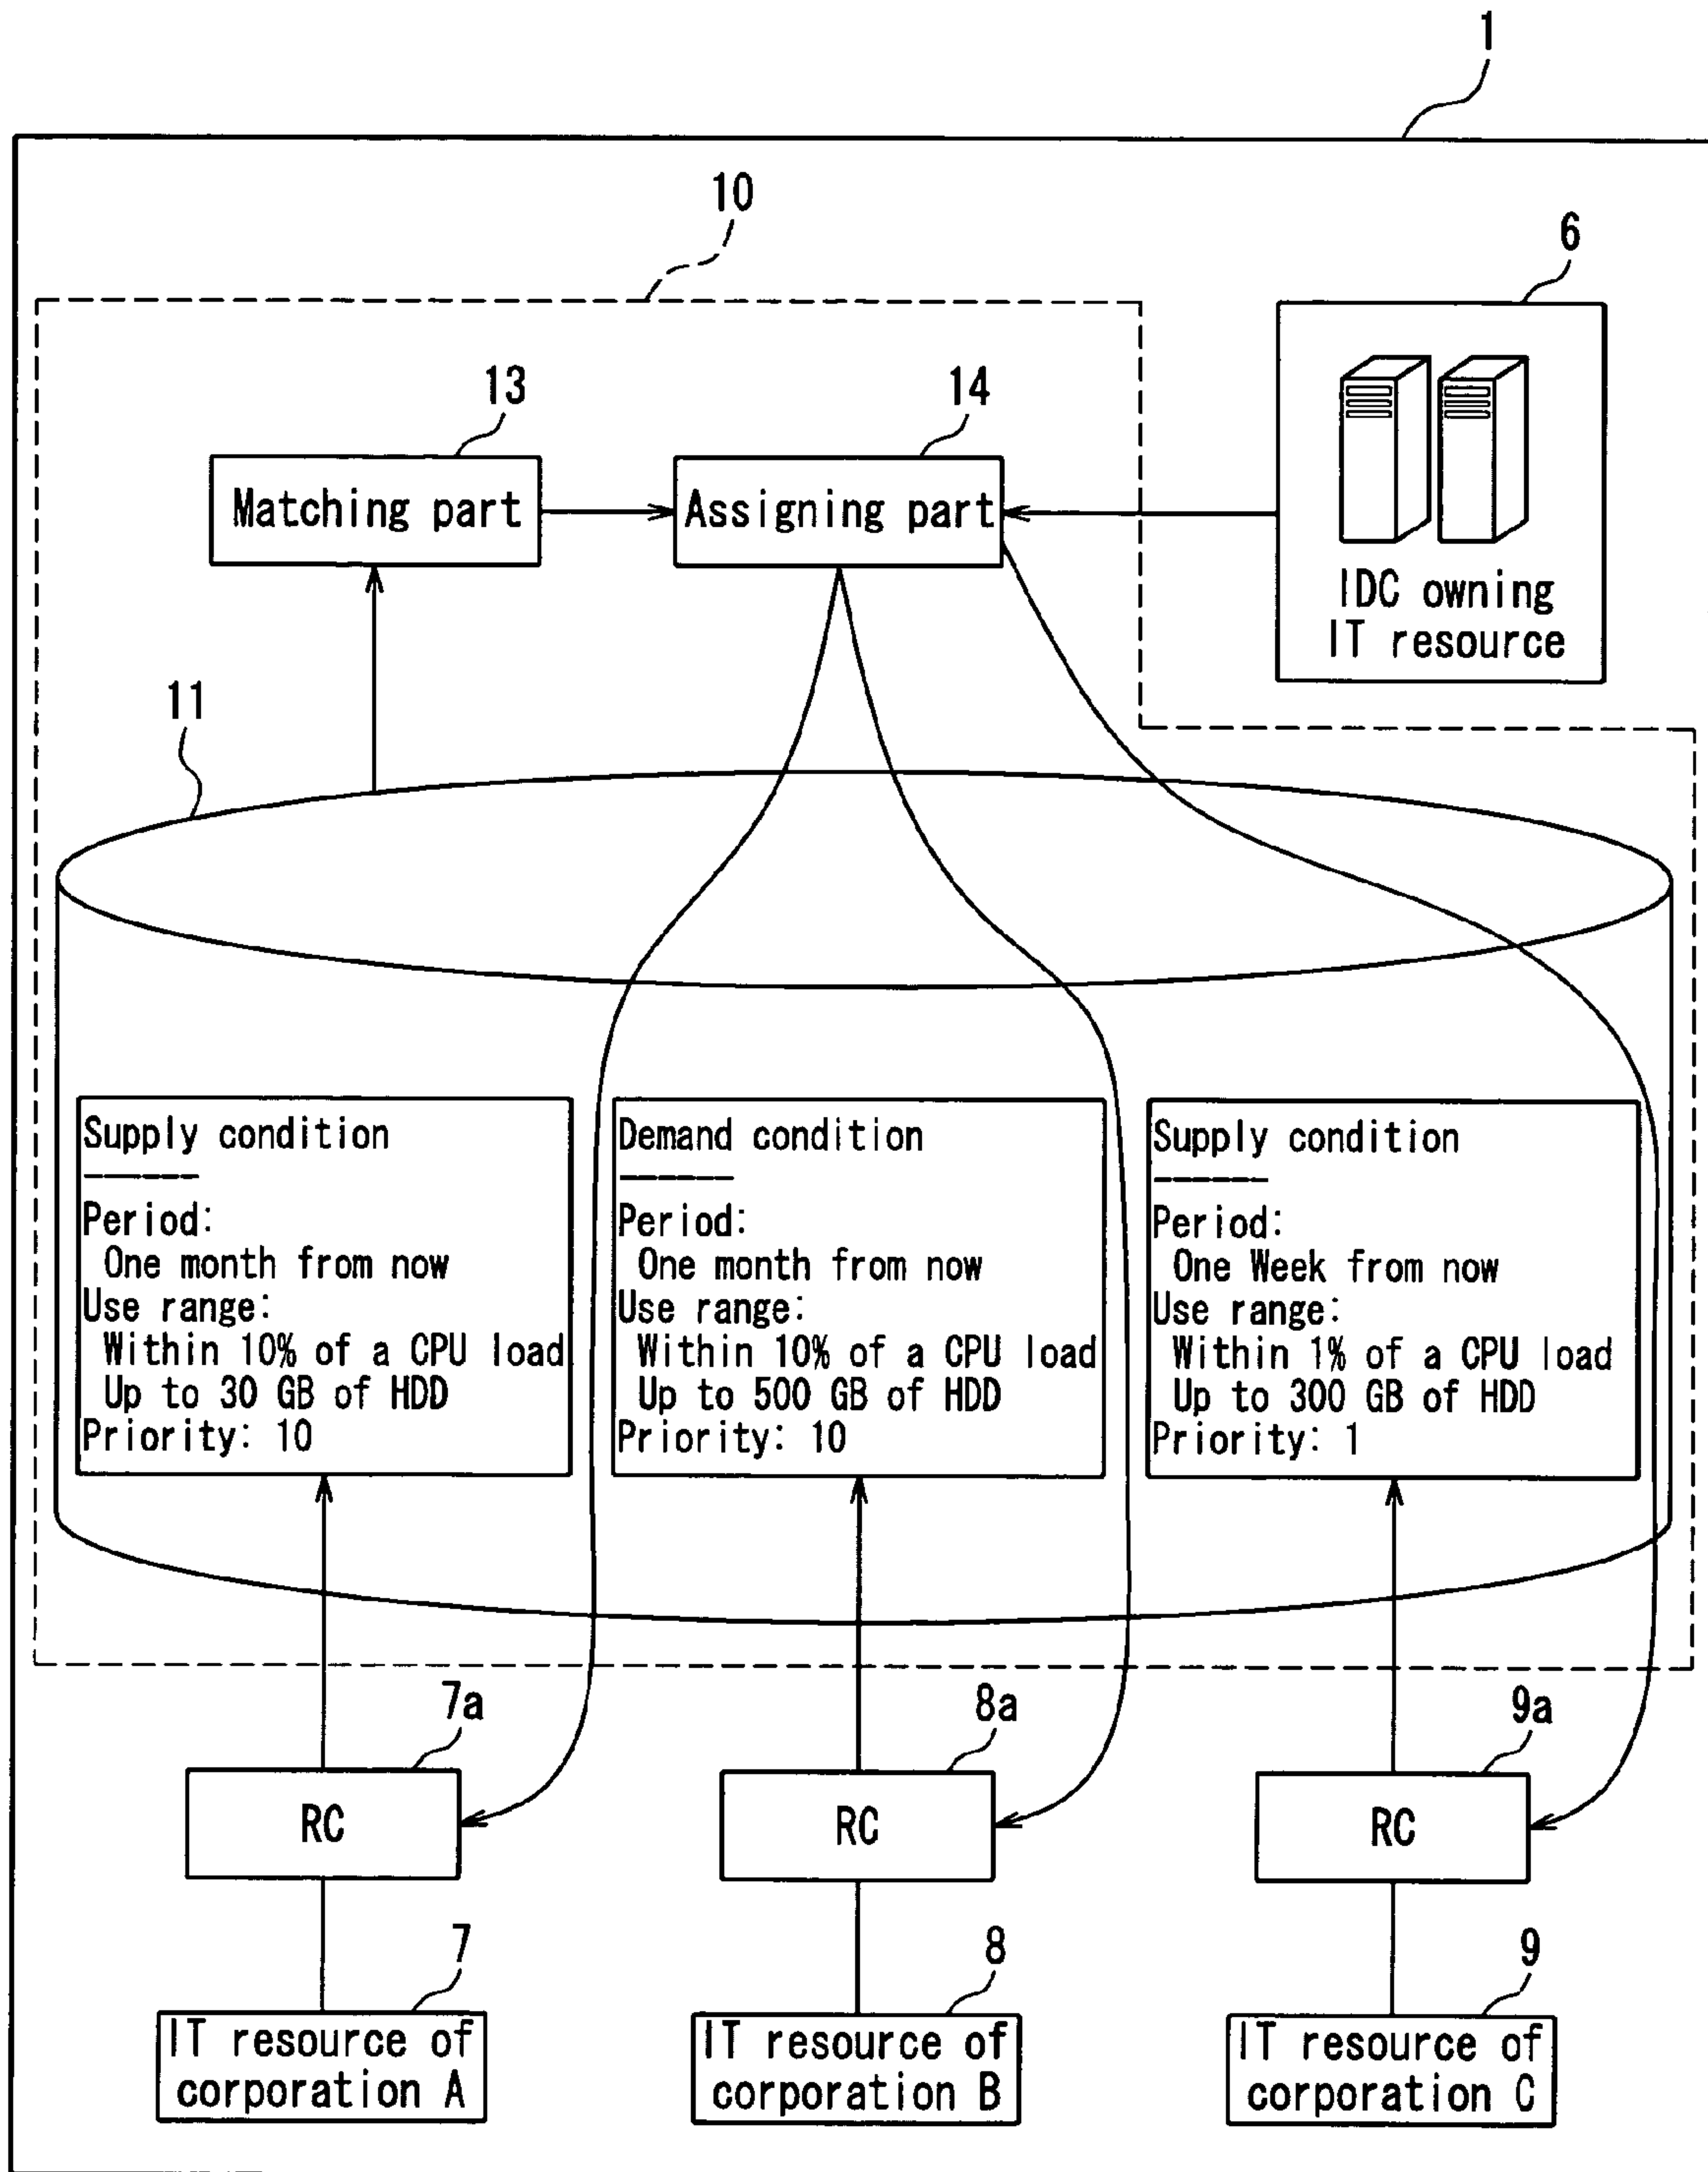 1
10
6
13
14
Matching part
Assigning part
IDC owning
IT resource
11
Supply condition
Period:
One month from now
Use range:
Within 10% of a CPU load
Up to 30 GB of HDD
Priority: 10
Demand condition
Period:
One month from now
Use range:
Within 10% of a CPU load
Up to 500 GB of HDD
Priority: 10
Supply condition
Period:
One Week from now
Use range:
Within 1% of a CPU load
Up to 300 GB of HDD
Priority: 1
7a
8a
9a
RC
RC
RC
7
8
9
IT resource of
corporation A
IT resource of
corporation B
IT resource of
corporation C